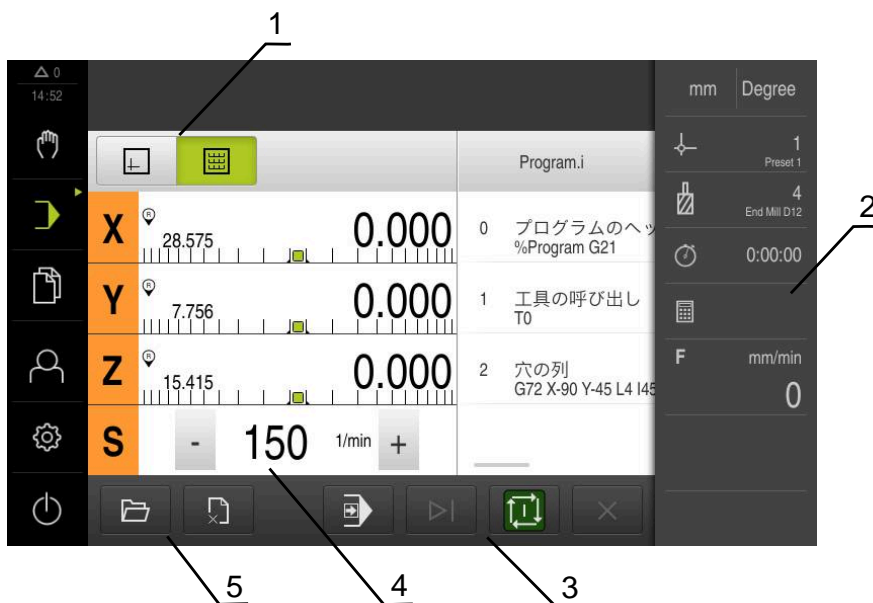 1
0
14:52
mm Degree
1
Preset 1
4
End Mill D12
2
0:00:00
F mm/min
0
Program.i
X R 28.575 0.000
Y R 7.756 0.000
Z R 15.415 0.000
S - 150 1/min +
0 プログラムのヘッ
%Program G21
1 工具の呼び出し
T0
2 穴の列
G72 X-90 Y-45 L4 I45
5 4 3